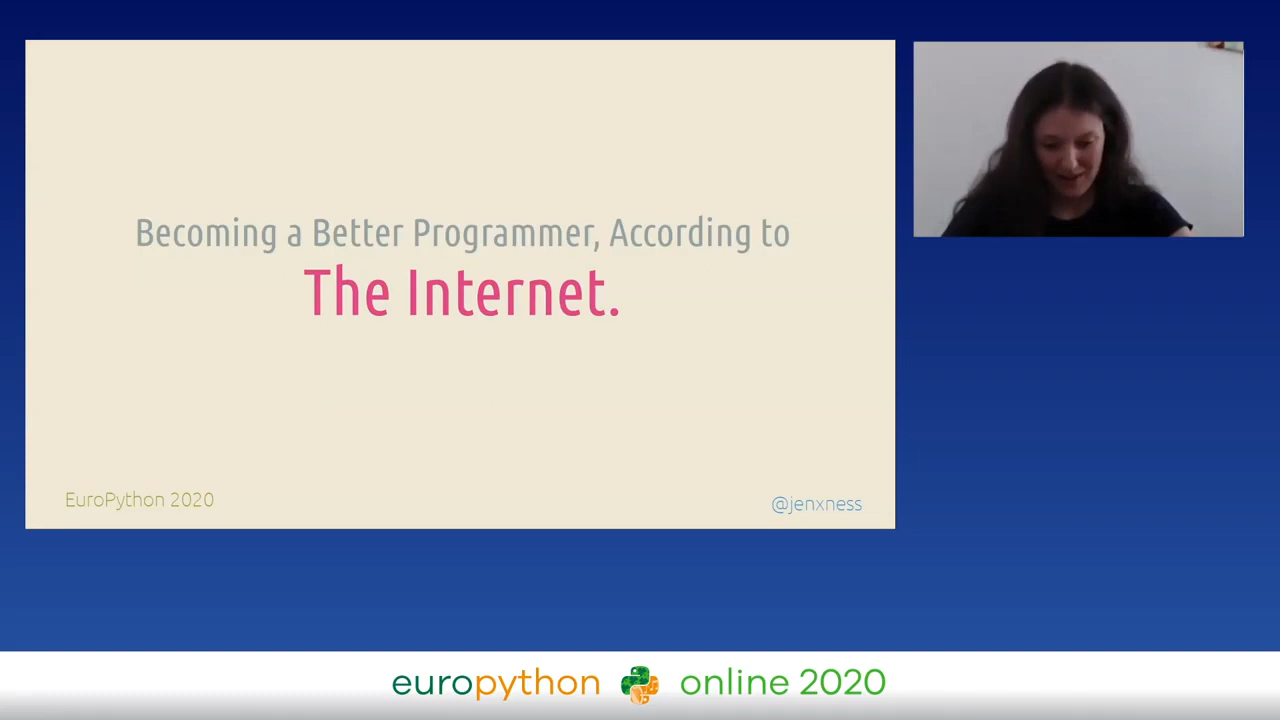 Becoming a Better Programmer, According to
The Internet.
EuroPython 2020
@jenxness
europython online 2020